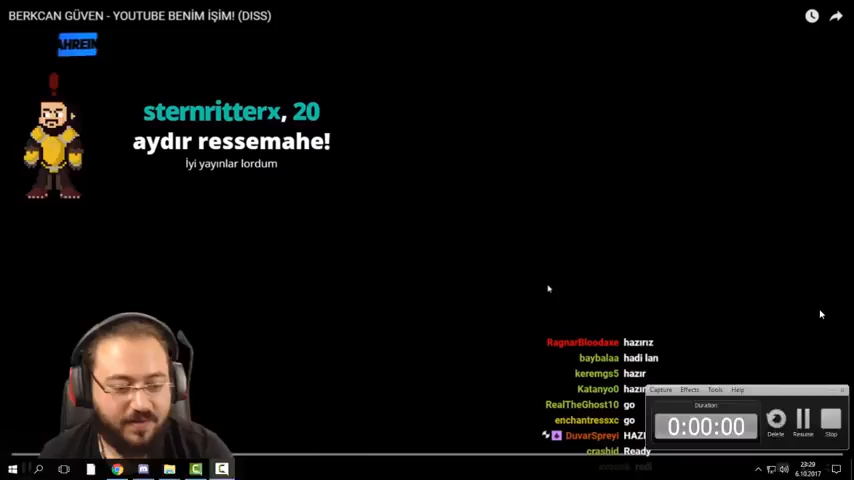 BERKCAN GÜVEN - YOUTUBE BENİM İŞİM! (DISS)
sternritterx, 20
aydır ressemahe!
İyi yayınlar lordum
RagnarBloodaxe hazırız
baybalaa hadi lan
keremgs5 hazır
Katanyo0 hazır
RealTheGhost10 go
enchantressxc go
DuvarSpreyi HAZI
crashid Ready
Capture Effects Tools Help
Duration
0:00:00
Delete Resume Stop
23:29
6.10.2017